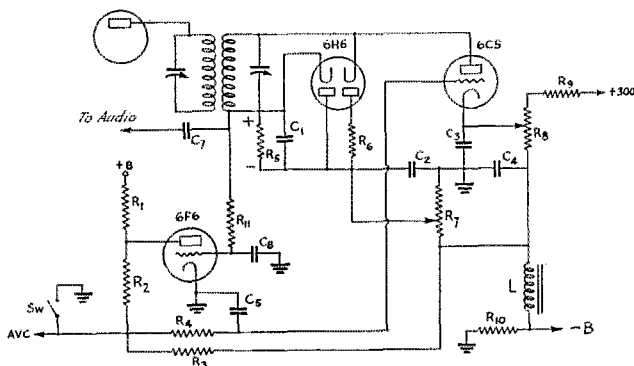 6H6
6C5
R9
+300
To Audio
C7
+
R5
-
C1
R6
C3
R8
C2
C4
+B
R1
6F6
R11
R7
C8
R2
C5
L
Sw
R4
AVC
R3
R10
-B